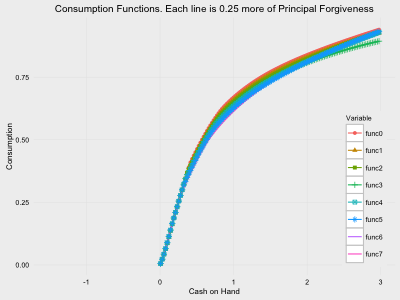 Consumption Functions. Each line is 0.25 more of Principal Forgiveness
Consumption
0.75
0.50
0.25
0.00
-1
0
1
2
3
Cash on Hand
Variable
func0
func1
func2
func3
func4
func5
func6
func7